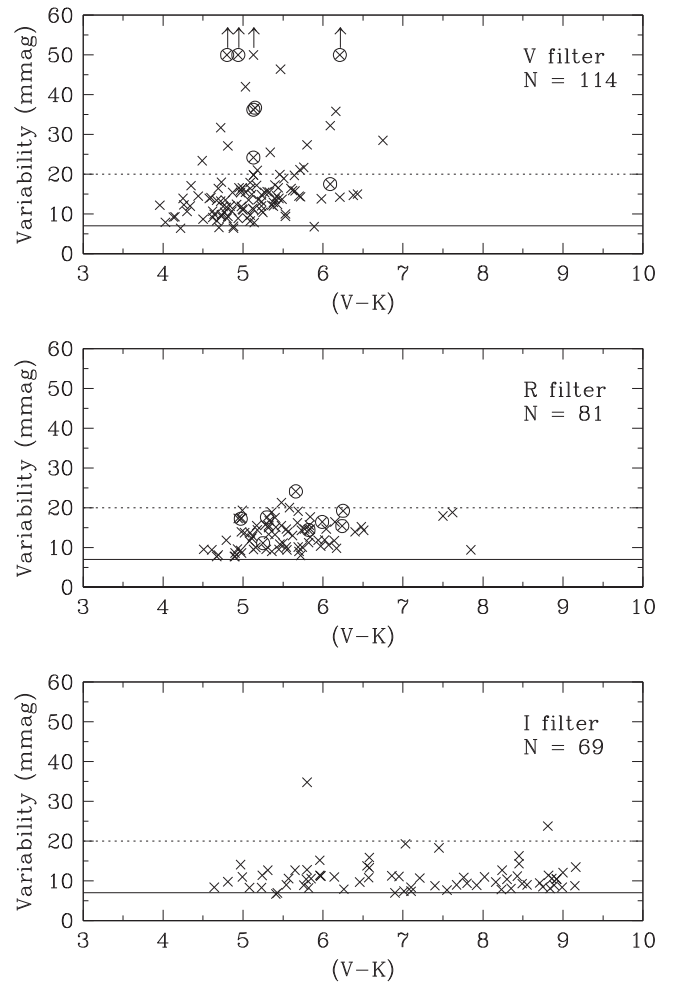 60
50
40
30
20
10
0
Variability (mmag)
V filter
N = 114
3 4 5 6 7 8 9 10
(V−K)
60
50
40
30
20
10
0
Variability (mmag)
R filter
N = 81
3 4 5 6 7 8 9 10
(V−K)
60
50
40
30
20
10
0
Variability (mmag)
I filter
N = 69
3 4 5 6 7 8 9 10
(V−K)